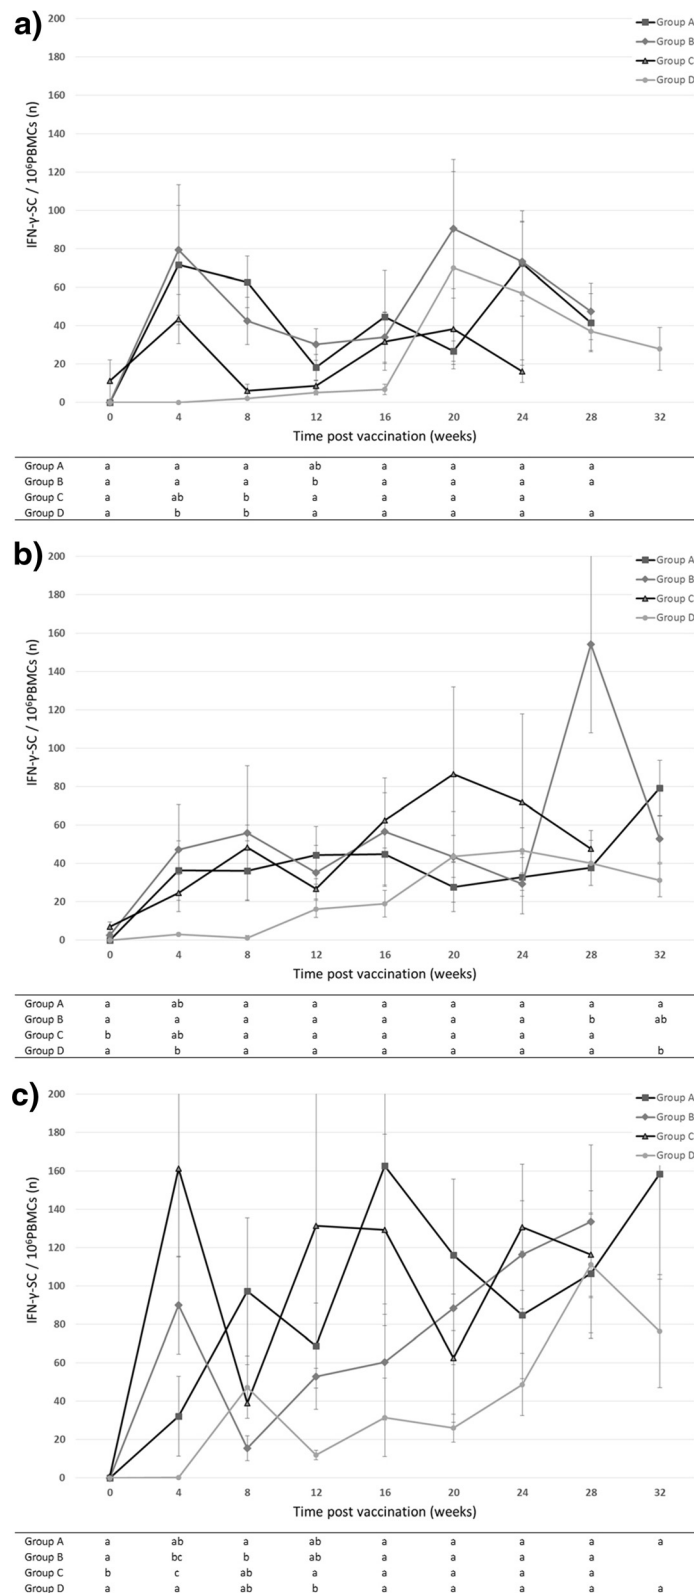 a)
200
180
160
140
120
100
80
60
40
20
0
IFN-γ-SC / 10⁶PBMCs (n)
Group A
Group B
Group C
Group D
0 4 8 12 16 20 24 28 32
Time post vaccination (weeks)
Group A a a a ab a a a a
Group B a a a b a a a a
Group C a ab b a a a a
Group D a b b a a a a a
b)
200
180
160
140
120
100
80
60
40
20
0
IFN-γ-SC / 10⁶PBMCs (n)
Group A
Group B
Group C
Group D
0 4 8 12 16 20 24 28 32
Time post vaccination (weeks)
Group A a ab a a a a a a a
Group B a a a a a a a b ab
Group C b ab a a a a a a
Group D a b a a a a a a b
c)
200
180
160
140
120
100
80
60
40
20
0
IFN-γ-SC / 10⁶PBMCs (n)
Group A
Group B
Group C
Group D
0 4 8 12 16 20 24 28 32
Time post vaccination (weeks)
Group A a ab a ab a a a a a
Group B a bc b ab a a a a
Group C b c ab a a a a a
Group D a a ab b a a a a a